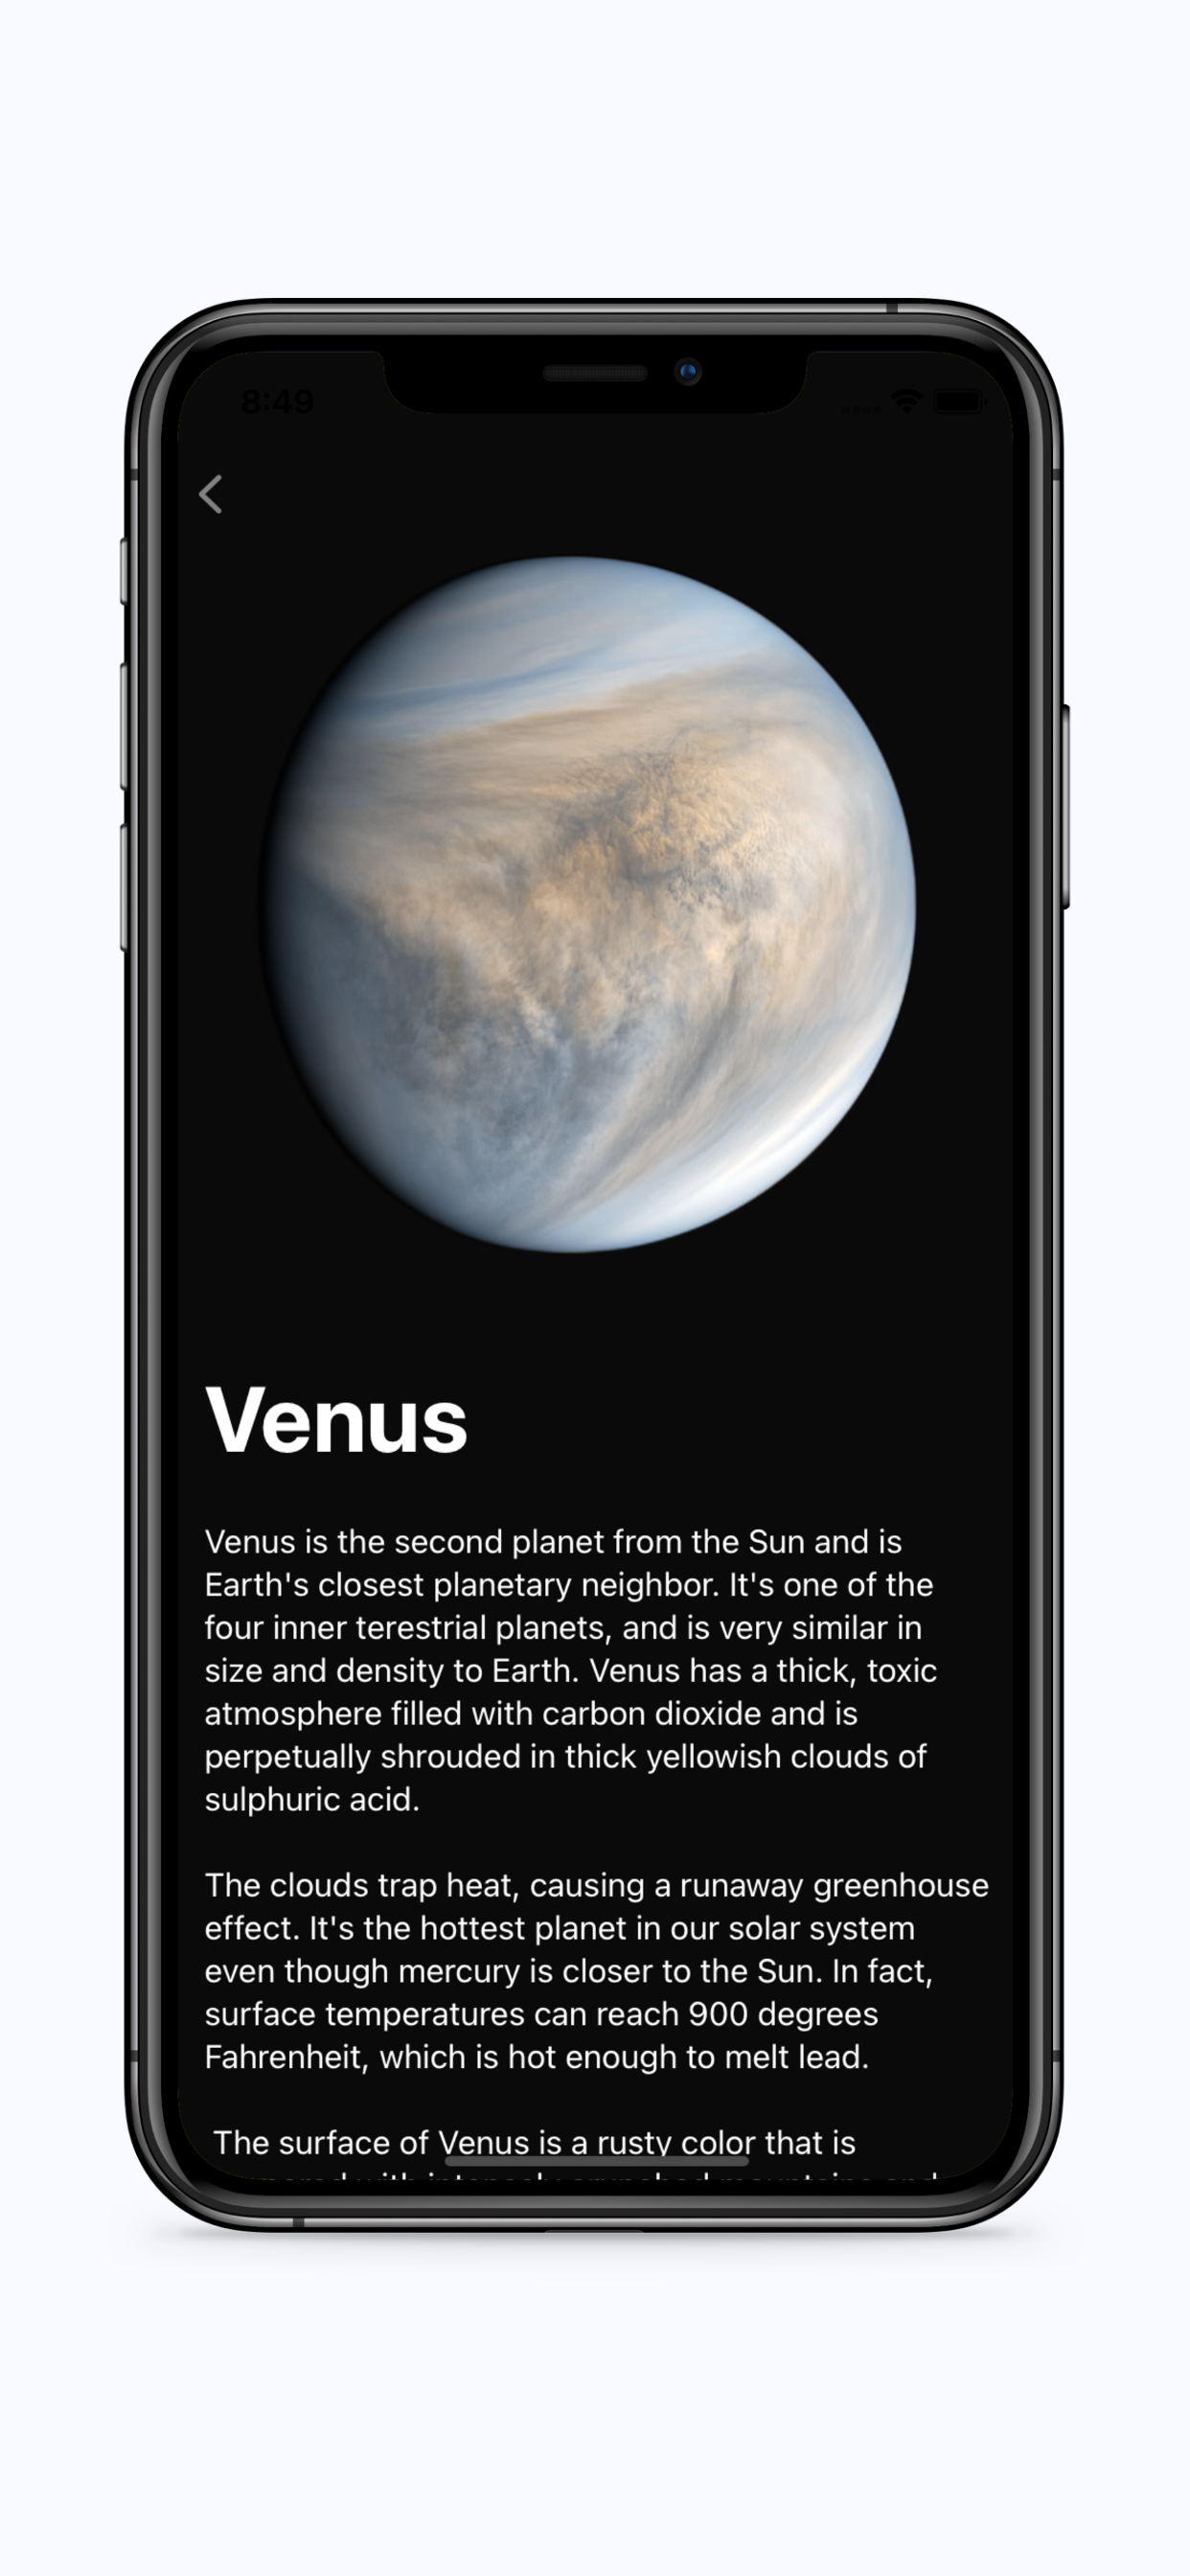 8:49
Venus
Venus is the second planet from the Sun and is
Earth's closest planetary neighbor. It's one of the
four inner terestrial planets, and is very similar in
size and density to Earth. Venus has a thick, toxic
atmosphere filled with carbon dioxide and is
perpetually shrouded in thick yellowish clouds of
sulphuric acid.
The clouds trap heat, causing a runaway greenhouse
effect. It's the hottest planet in our solar system
even though mercury is closer to the Sun. In fact,
surface temperatures can reach 900 degrees
Fahrenheit, which is hot enough to melt lead.
The surface of Venus is a rusty color that is
with intensely crunched mountains and